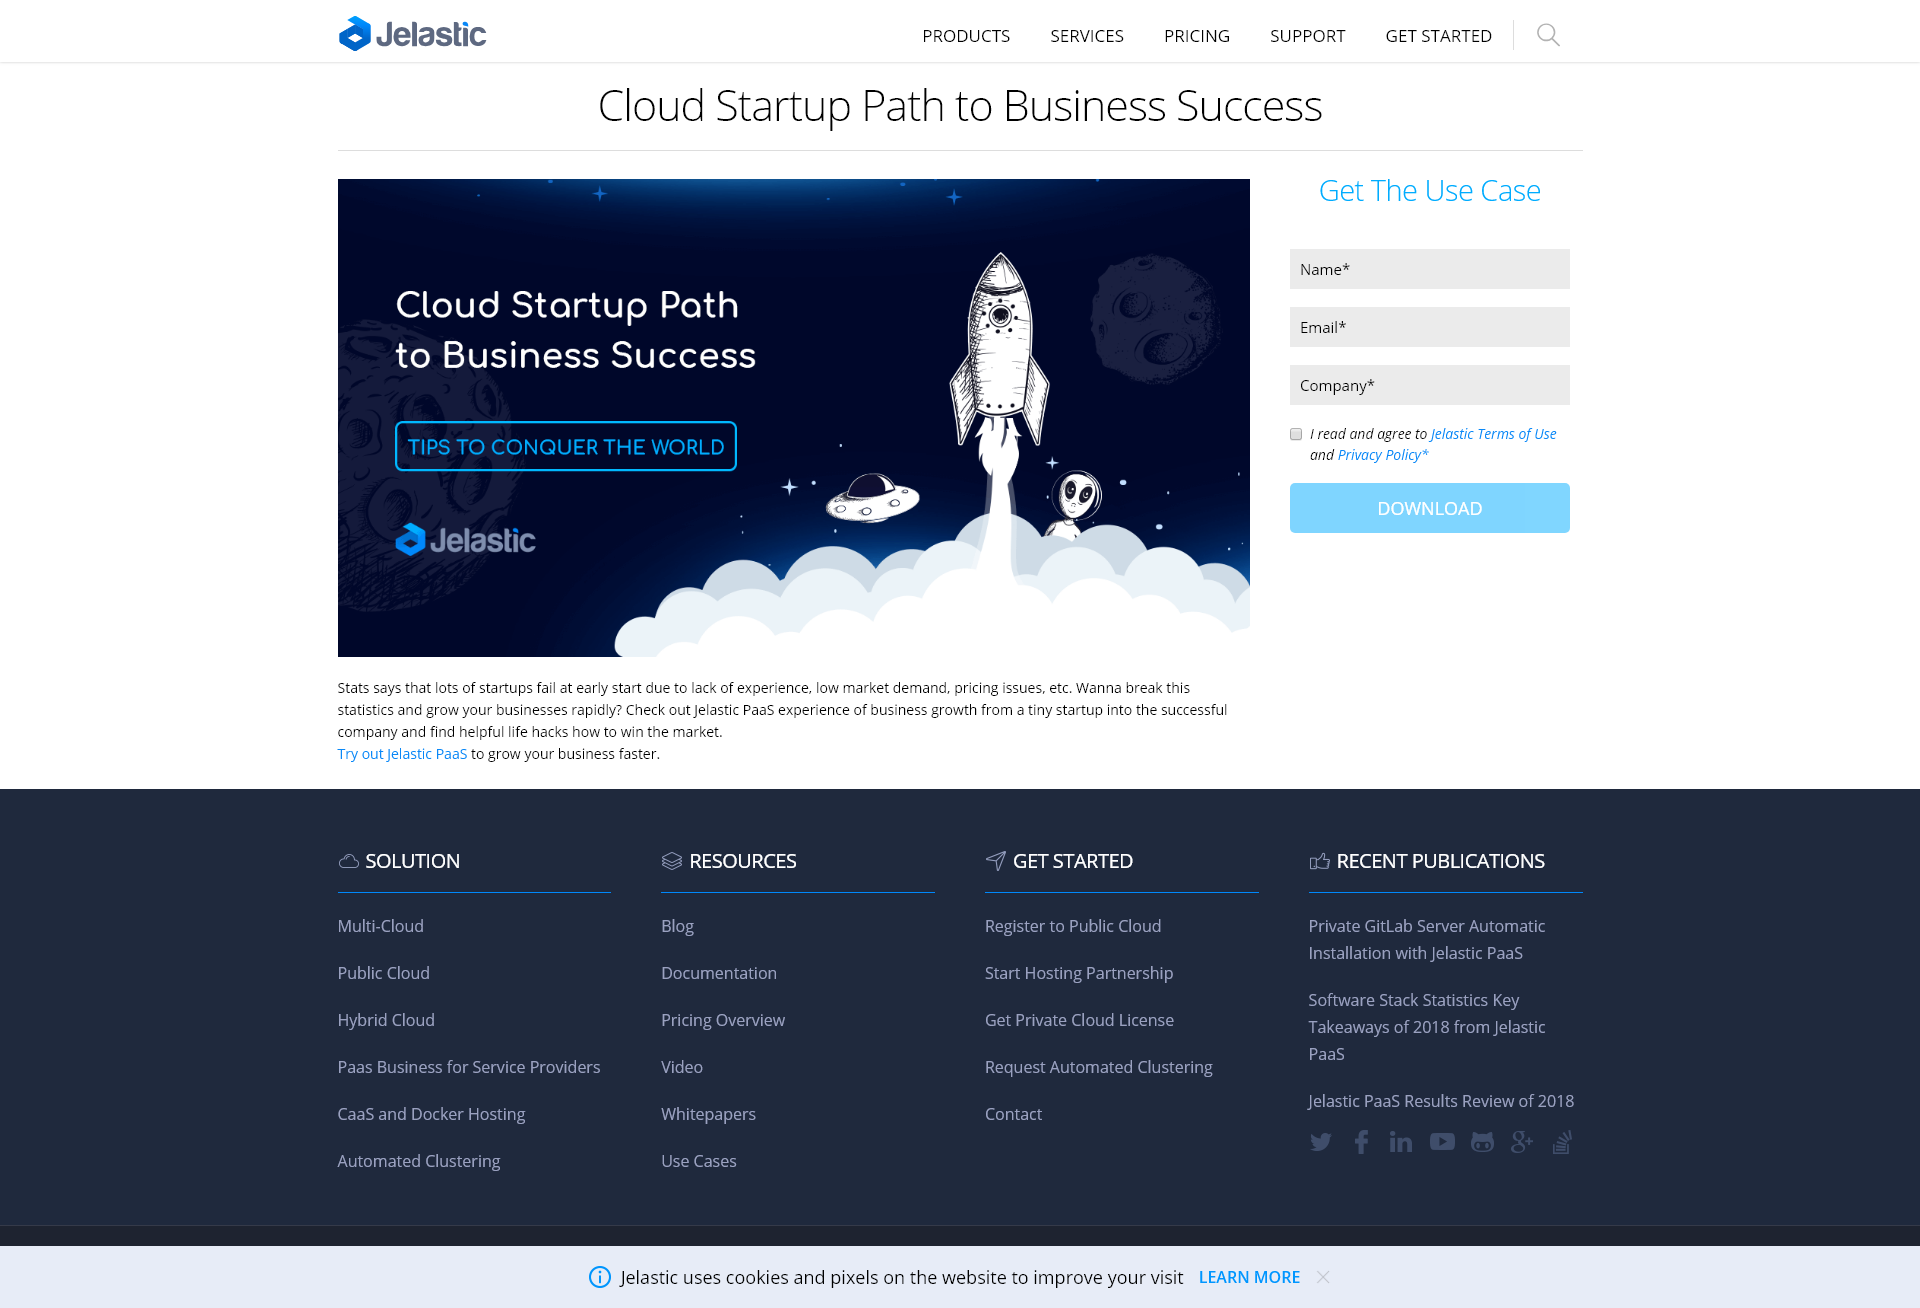 Jelastic
PRODUCTS
SERVICES
PRICING
SUPPORT
GET STARTED
Cloud Startup Path to Business Success
Cloud Startup Path
to Business Success
TIPS TO CONQUER THE WORLD
Jelastic
Get The Use Case
Name*
Email*
Company*
I read and agree to Jelastic Terms of Use
and Privacy Policy*
DOWNLOAD
Stats says that lots of startups fail at early start due to lack of experience, low market demand, pricing issues, etc. Wanna break this
statistics and grow your businesses rapidly? Check out Jelastic PaaS experience of business growth from a tiny startup into the successful
company and find helpful life hacks how to win the market.
Try out Jelastic PaaS to grow your business faster.
SOLUTION
Multi-Cloud
Public Cloud
Hybrid Cloud
Paas Business for Service Providers
CaaS and Docker Hosting
Automated Clustering
RESOURCES
Blog
Documentation
Pricing Overview
Video
Whitepapers
Use Cases
GET STARTED
Register to Public Cloud
Start Hosting Partnership
Get Private Cloud License
Request Automated Clustering
Contact
RECENT PUBLICATIONS
Private GitLab Server Automatic
Installation with Jelastic PaaS
Software Stack Statistics Key
Takeaways of 2018 from Jelastic
PaaS
Jelastic PaaS Results Review of 2018
Jelastic uses cookies and pixels on the website to improve your visit
LEARN MORE